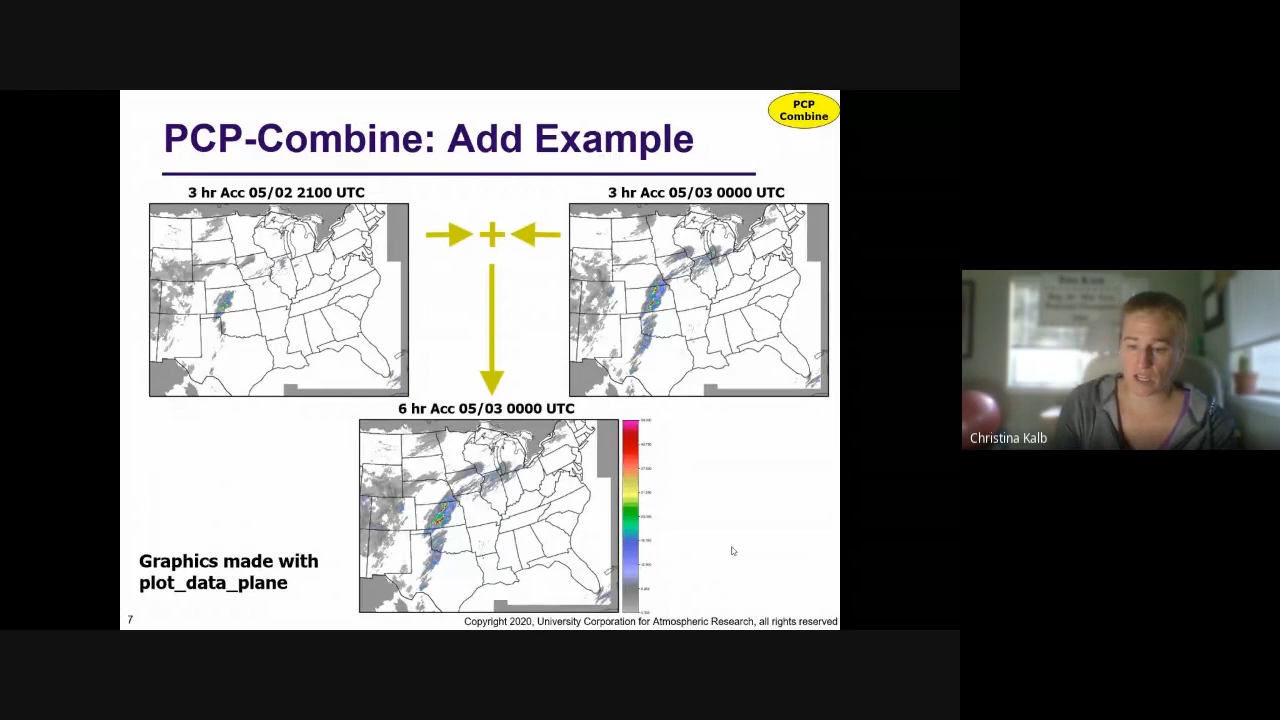 PCP
Combine
PCP-Combine: Add Example
3 hr Acc 05/02 2100 UTC
3 hr Acc 05/03 0000 UTC
6 hr Acc 05/03 0000 UTC
Graphics made with
plot_data_plane
7
Copyright 2020, University Corporation for Atmospheric Research, all rights reserved
Christina Kalb